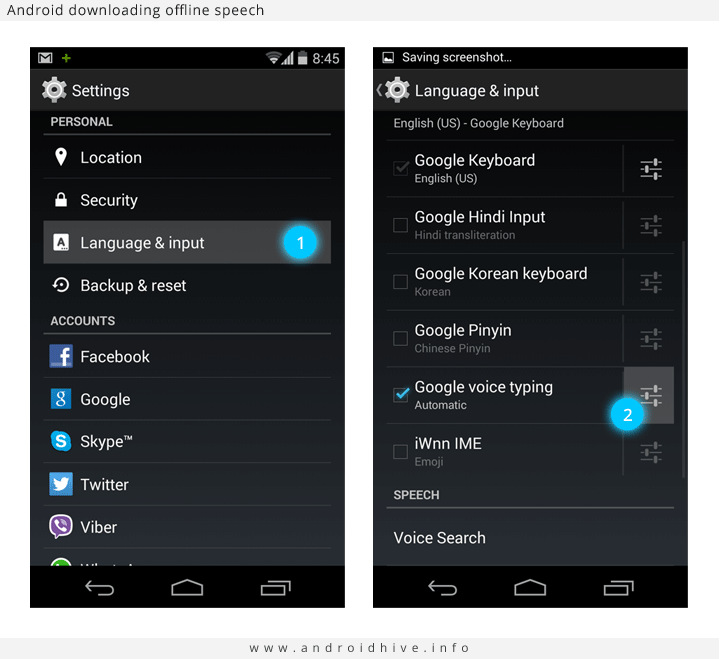 Android downloading offline speech
8:45
Settings
PERSONAL
Location
Security
Language & input
1
Backup & reset
ACCOUNTS
Facebook
Google
Skype™
Twitter
Viber
Saving screenshot...
Language & input
English (US) - Google Keyboard
Google Keyboard
English (US)
Google Hindi Input
Hindi transliteration
Google Korean keyboard
Korean
Google Pinyin
Chinese Pinyin
Google voice typing
Automatic
2
iWnn IME
Emoji
SPEECH
Voice Search
www.androidhive.info